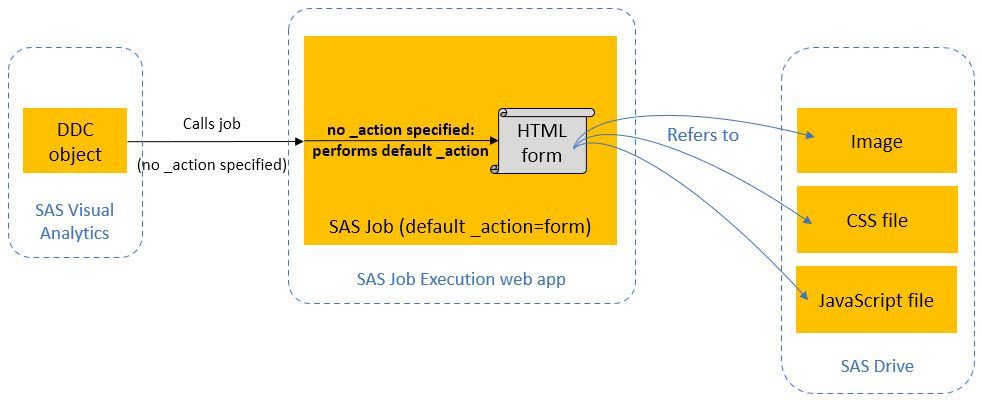 DDC
object
SAS Visual
Analytics
Calls job
(no _action specified)
no _action specified:
performs default _action
HTML
form
SAS Job (default _action=form)
SAS Job Execution web app
Refers to
Image
CSS file
JavaScript file
SAS Drive